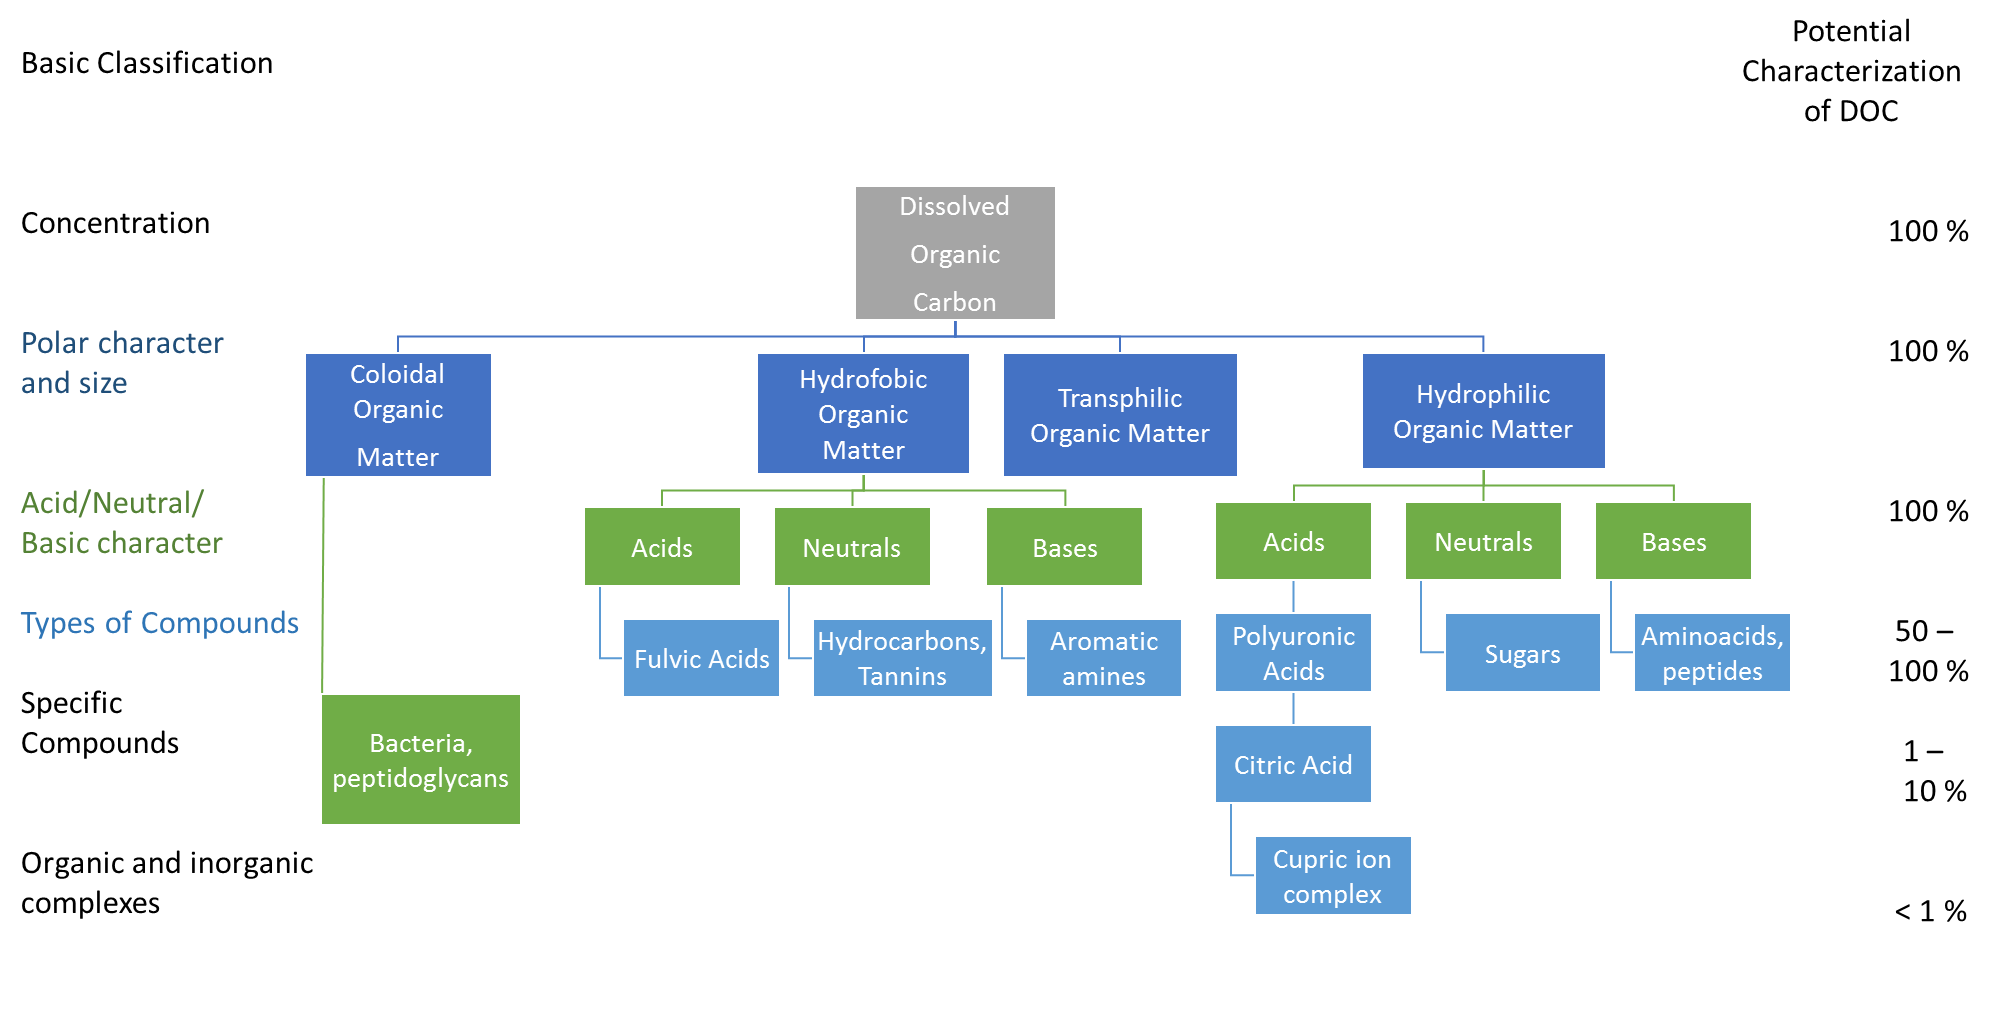 Basic Classification
Potential
Characterization
of DOC
Concentration
Dissolved
Organic
Carbon
100 %
Polar character
and size
Coloidal
Organic
Matter
Hydrofobic
Organic
Matter
Transphilic
Organic Matter
Hydrophilic
Organic Matter
100 %
Acid/Neutral/
Basic character
Acids
Neutrals
Bases
Acids
Neutrals
Bases
100 %
Types of Compounds
Fulvic Acids
Hydrocarbons,
Tannins
Aromatic
amines
Polyuronic
Acids
Sugars
Aminoacids,
peptides
50 –
100 %
Specific
Compounds
Bacteria,
peptidoglycans
Citric Acid
1 –
10 %
Organic and inorganic
complexes
Cupric ion
complex
< 1 %